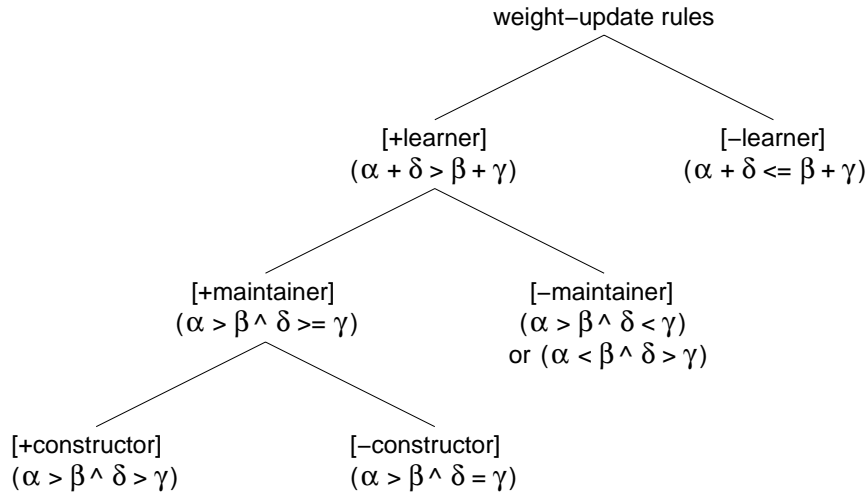 weight−update rules
[+learner]
(α + δ > β + γ)
[−learner]
(α + δ <= β + γ)
[+maintainer]
(α > β ^ δ >= γ)
[−maintainer]
(α > β ^ δ < γ)
or (α < β ^ δ > γ)
[+constructor]
(α > β ^ δ > γ)
[−constructor]
(α > β ^ δ = γ)